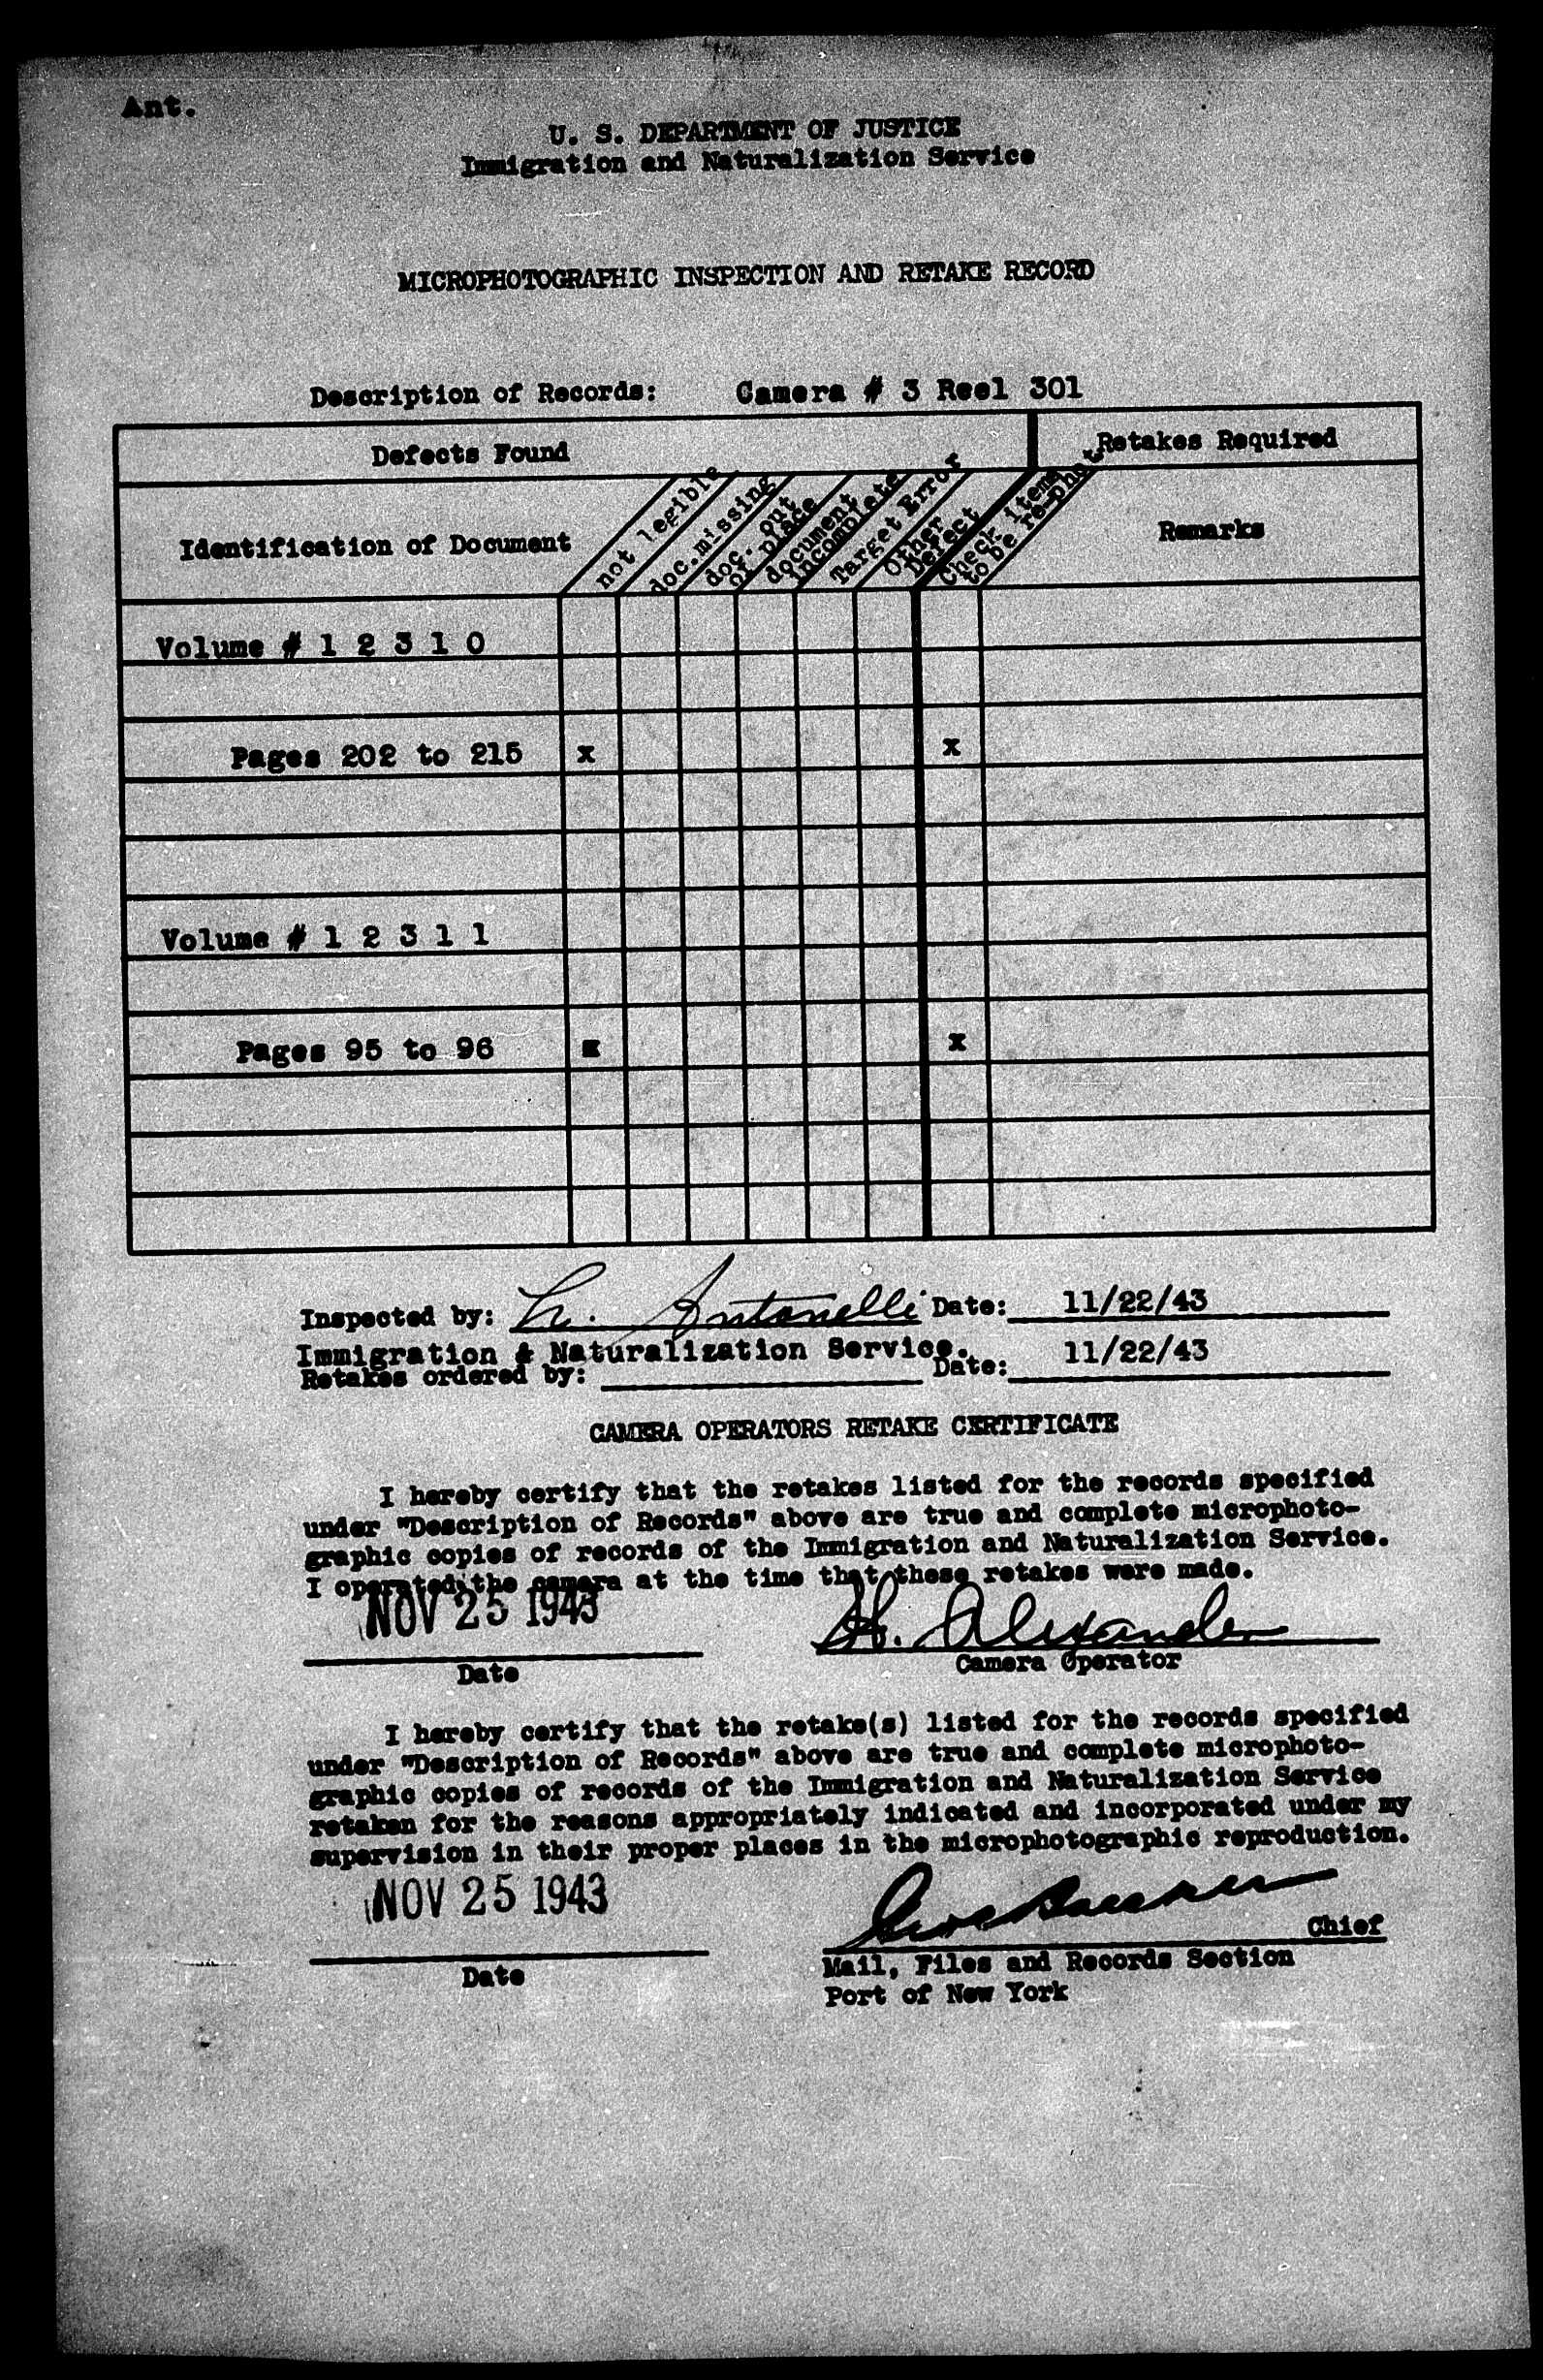 Ant.
U. S. DEPARTMENT OF JUSTICE
Immigration and Naturalization Service
MICROPHOTOGRAPHIC INSPECTION AND RETAKE RECORD
Description of Records: Camera # 3 Reel 301
Defects Found
Retakes Required
Identification of Document
not legible
doc.missing
doc. out
of place
document
incomplete
Target Error
Other
Defect
Check items
to be re-phot.
Remarks
Volume # 1 2 3 1 0
Pages 202 to 215 x x
Volume # 1 2 3 1 1
Pages 95 to 96 x x
Inspected by: Antonelli Date: 11/22/43
Immigration & Naturalization Service.
Retakes ordered by: Date: 11/22/43
CAMERA OPERATORS RETAKE CERTIFICATE
I hereby certify that the retakes listed for the records specified
under "Description of Records" above are true and complete microphoto-
graphic copies of records of the Immigration and Naturalization Service.
I operated the camera at the time that these retakes were made.
NOV 25 1943
H. Alexander
Date
Camera Operator
I hereby certify that the retake(s) listed for the records specified
under "Description of Records" above are true and complete microphoto-
graphic copies of records of the Immigration and Naturalization Service
retaken for the reasons appropriately indicated and incorporated under my
supervision in their proper places in the microphotographic reproduction.
NOV 25 1943
Chief
Date
Mail, Files and Records Section
Port of New York